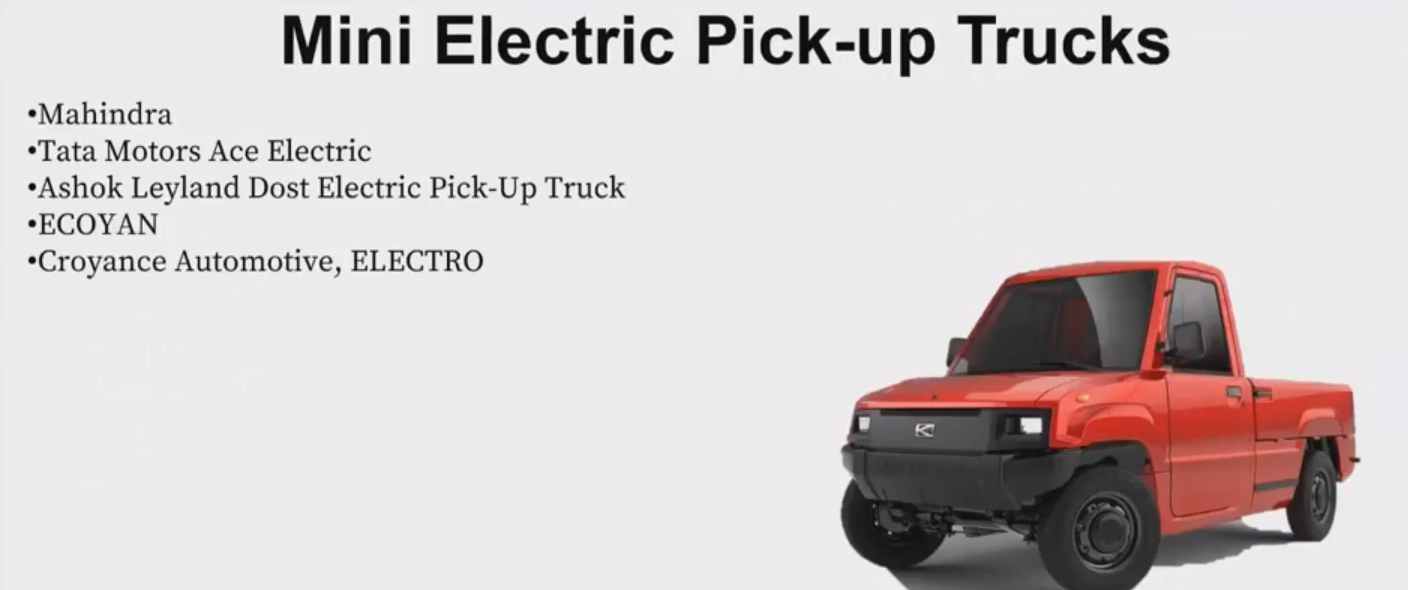 Mini Electric Pick-up Trucks
•Mahindra
•Tata Motors Ace Electric
•Ashok Leyland Dost Electric Pick-Up Truck
•ECOYAN
•Croyance Automotive, ELECTRO